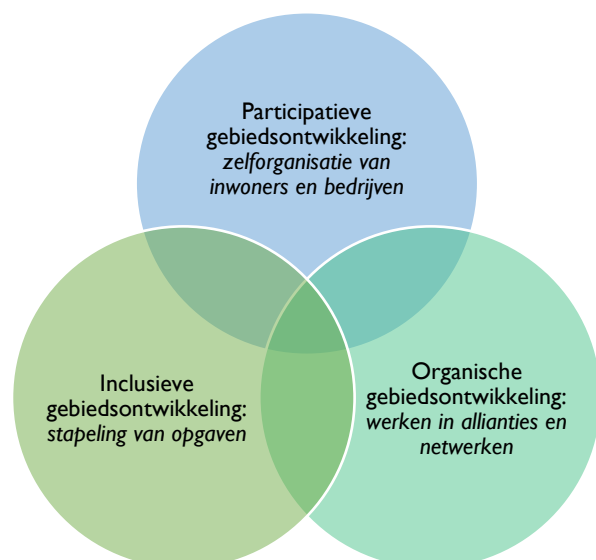 Participatieve
gebiedsontwikkeling:
zelforganisatie van
inwoners en bedrijven
Inclusieve
gebiedsontwikkeling:
stapeling van opgaven
Organische
gebiedsontwikkeling:
werken in allianties en
netwerken